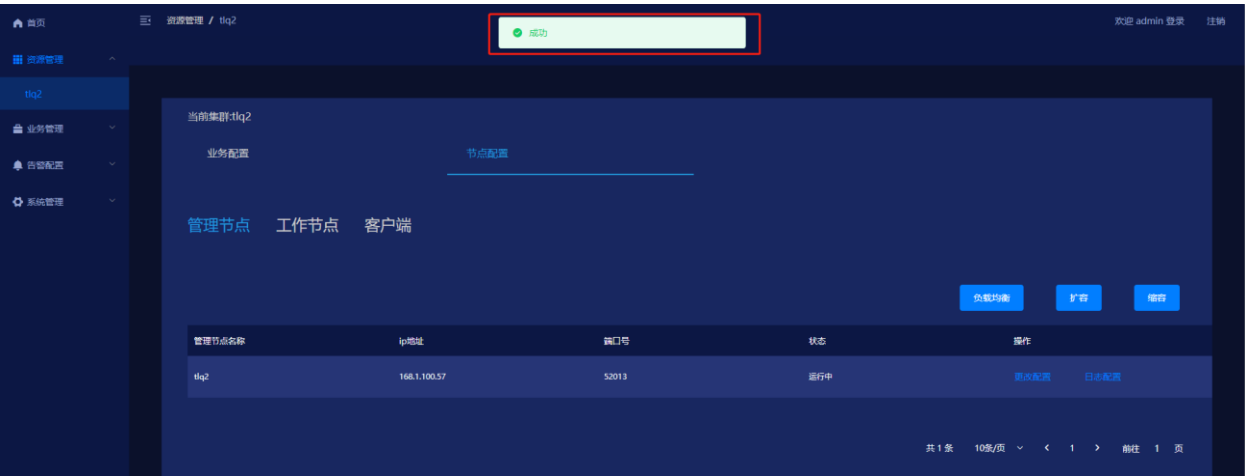 首页
资源管理 / tlq2
成功
欢迎 admin 登录 注销
资源管理
tlq2
业务管理
告警配置
系统管理
当前集群:tlq2
业务配置 节点配置
管理节点 工作节点 客户端
负载均衡 扩容 缩容
管理节点名称 ip地址 端口号 状态 操作
tlq2 168.1.100.57 52013 运行中 更改配置 日志配置
共 1 条 10条/页 1 前往 1 页